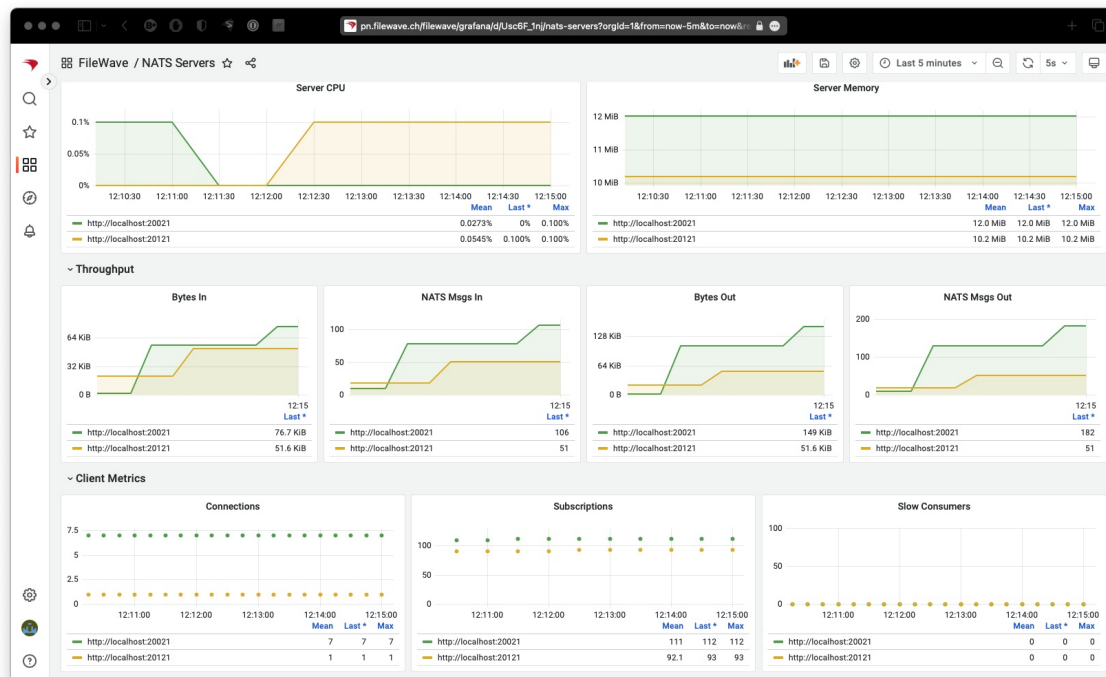 pn.filewave.ch/filewave/grafana/d/Usc6F_1nj/nats-servers?orgId=1&from=now-5m&to=now&re
FileWave / NATS Servers
Last 5 minutes
5s
Server CPU
0.1%
0.05%
0%
12:10:30 12:11:00 12:11:30 12:12:00 12:12:30 12:13:00 12:13:30 12:14:00 12:14:30 12:15:00
Mean Last * Max
http://localhost:20021 0.0273% 0% 0.100%
http://localhost:20121 0.0545% 0.100% 0.100%
Server Memory
12 MiB
11 MiB
10 MiB
12:10:30 12:11:00 12:11:30 12:12:00 12:12:30 12:13:00 12:13:30 12:14:00 12:14:30 12:15:00
Mean Last * Max
http://localhost:20021 12.0 MiB 12.0 MiB 12.0 MiB
http://localhost:20121 10.2 MiB 10.2 MiB 10.2 MiB
Throughput
Bytes In
64 KiB
32 KiB
0 B
12:15
Last *
http://localhost:20021 76.7 KiB
http://localhost:20121 51.6 KiB
NATS Msgs In
100
50
0
12:15
Last *
http://localhost:20021 106
http://localhost:20121 51
Bytes Out
128 KiB
64 KiB
0 B
12:15
Last *
http://localhost:20021 149 KiB
http://localhost:20121 51.6 KiB
NATS Msgs Out
200
100
0
12:15
Last *
http://localhost:20021 182
http://localhost:20121 51
Client Metrics
Connections
7.5
5
2.5
0
12:11:00 12:12:00 12:13:00 12:14:00 12:15:00
Mean Last * Max
http://localhost:20021 7 7 7
http://localhost:20121 1 1 1
Subscriptions
100
50
0
12:11:00 12:12:00 12:13:00 12:14:00 12:15:00
Mean Last * Max
http://localhost:20021 111 112 112
http://localhost:20121 92.1 93 93
Slow Consumers
100
50
0
12:11:00 12:12:00 12:13:00 12:14:00 12:15:00
Mean Last * Max
http://localhost:20021 0 0 0
http://localhost:20121 0 0 0